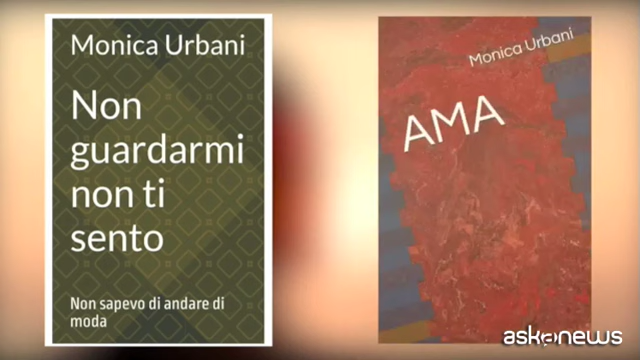 Monica Urbani
Non
guardarmi
non ti
sento
Non sapevo di andare di
moda
Monica Urbani
AMA
askanews